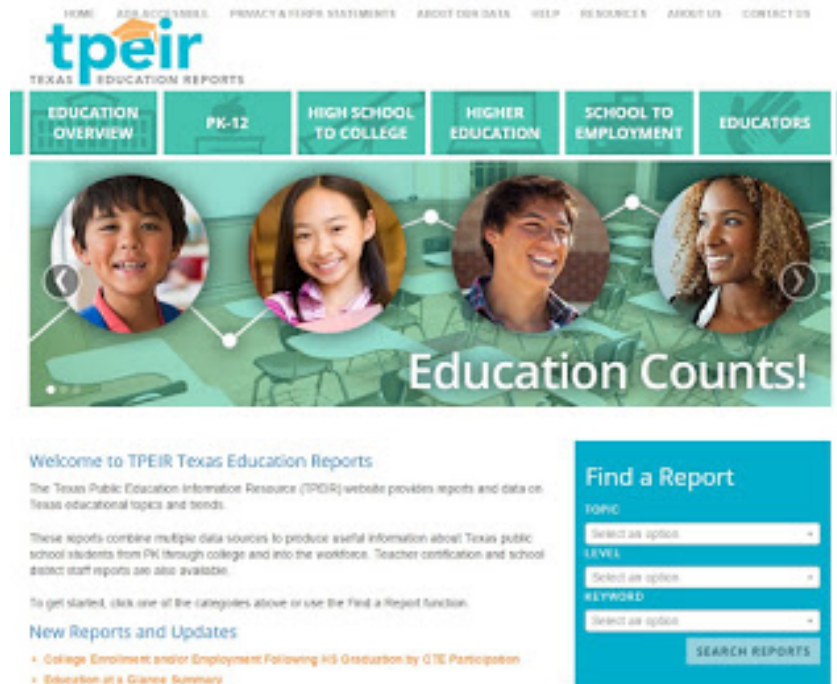 HOME ADA ACCESSIBLE PRIVACY & FERPA STATEMENTS ABOUT OUR DATA HELP RESOURCES ABOUT US CONTACT US
tpeir
TEXAS EDUCATION REPORTS
EDUCATION OVERVIEW
PK-12
HIGH SCHOOL TO COLLEGE
HIGHER EDUCATION
SCHOOL TO EMPLOYMENT
EDUCATORS
Education Counts!
Welcome to TPEIR Texas Education Reports
The Texas Public Education Information Resource (TPEIR) website provides reports and data on
Texas educational topics and trends.
These reports combine multiple data sources to produce useful information about Texas public
school students from PK through college and into the workforce. Teacher certification and school
district staff reports are also available.
To get started, click one of the categories above or use the Find a Report function.
New Reports and Updates
College Enrollment and/or Employment Following HS Graduation by CTE Participation
Education at a Glance Summary
Find a Report
TOPIC
Select an option
LEVEL
Select an option
KEYWORD
Select an option
SEARCH REPORTS